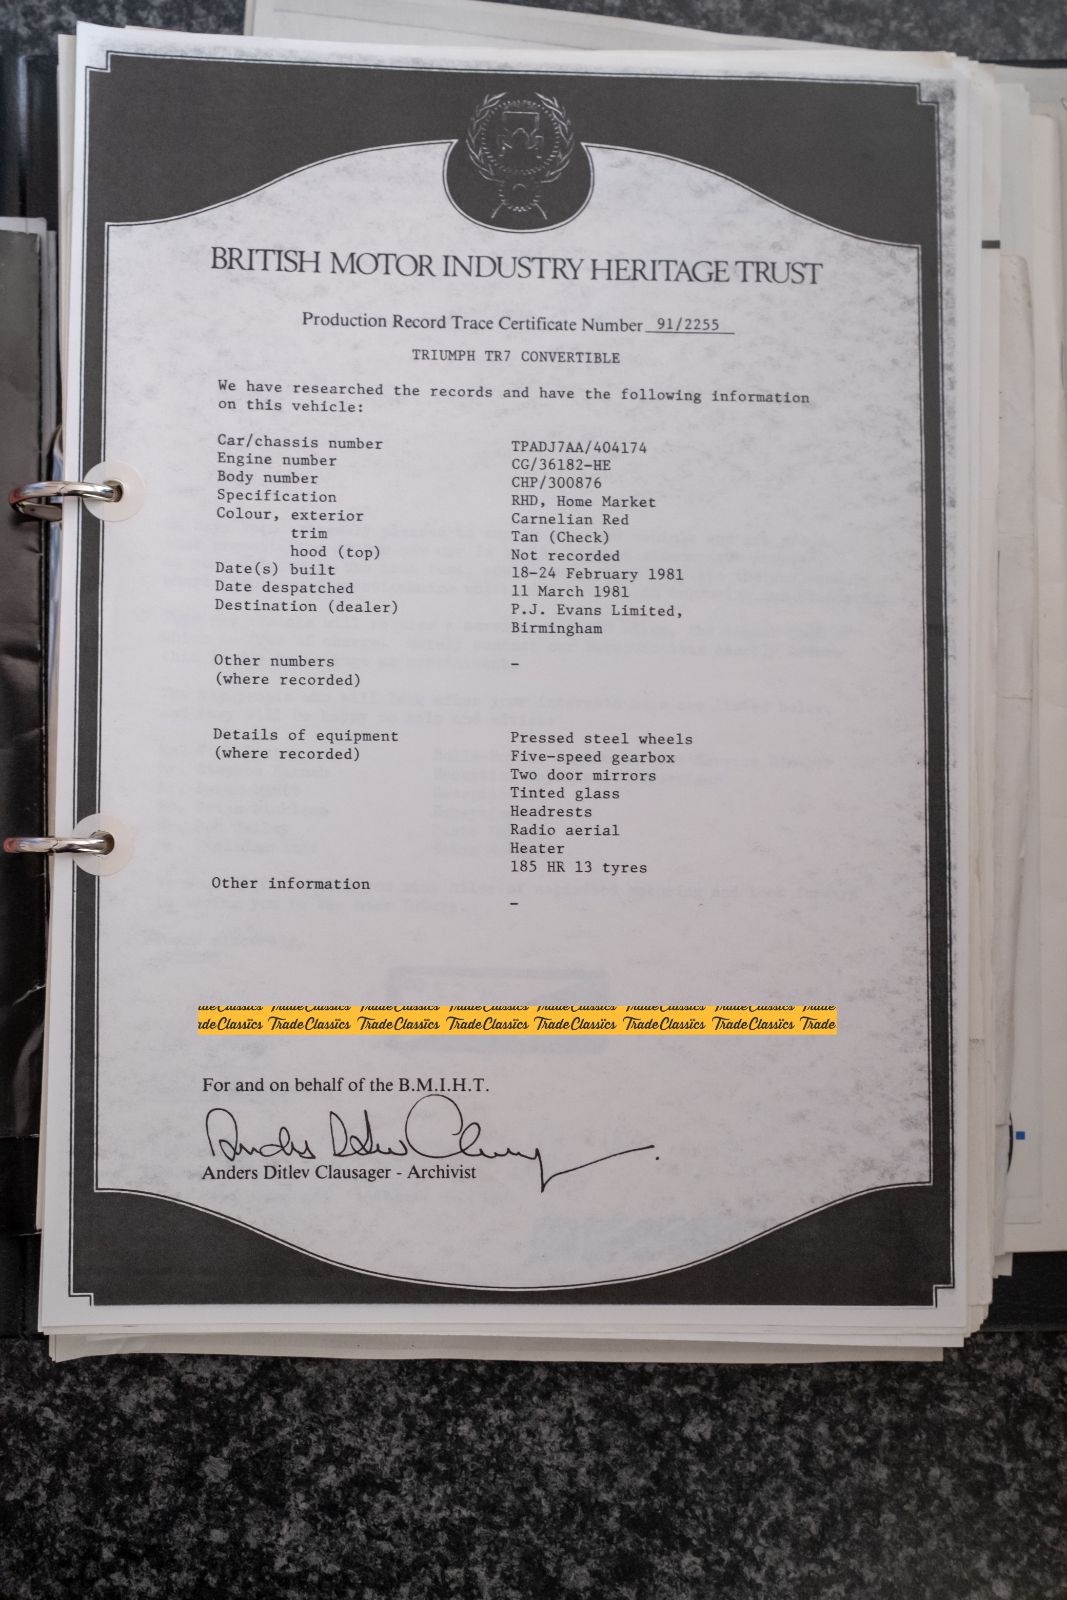 BRITISH MOTOR INDUSTRY HERITAGE TRUST
Production Record Trace Certificate Number 91/2255
TRIUMPH TR7 CONVERTIBLE
We have researched the records and have the following information
on this vehicle:
Car/chassis number TPADJ7AA/404174
Engine number CG/36182-HE
Body number CHP/300876
Specification RHD, Home Market
Colour, exterior Carnelian Red
trim Tan (Check)
hood (top) Not recorded
Date(s) built 18-24 February 1981
Date despatched 11 March 1981
Destination (dealer) P.J. Evans Limited,
Birmingham
Other numbers -
(where recorded)
Details of equipment Pressed steel wheels
(where recorded) Five-speed gearbox
Two door mirrors
Tinted glass
Headrests
Radio aerial
Heater
185 HR 13 tyres
Other information
-
TradeClassics TradeClassics TradeClassics TradeClassics TradeClassics TradeClassics Trade
For and on behalf of the B.M.I.H.T.
Anders Ditlev Clausager
Anders Ditlev Clausager - Archivist